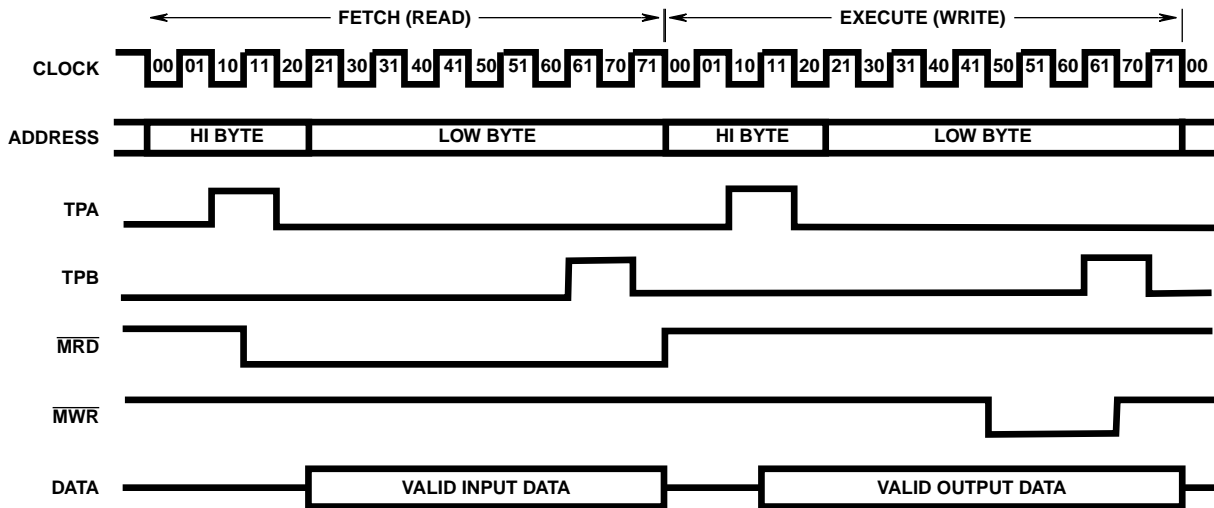 FETCH (READ) EXECUTE (WRITE)
CLOCK 00 01 10 11 20 21 30 31 40 41 50 51 60 61 70 71 00 01 10 11 20 21 30 31 40 41 50 51 60 61 70 71 00
ADDRESS HI BYTE LOW BYTE HI BYTE LOW BYTE
TPA
TPB
MRD
MWR
DATA VALID INPUT DATA VALID OUTPUT DATA